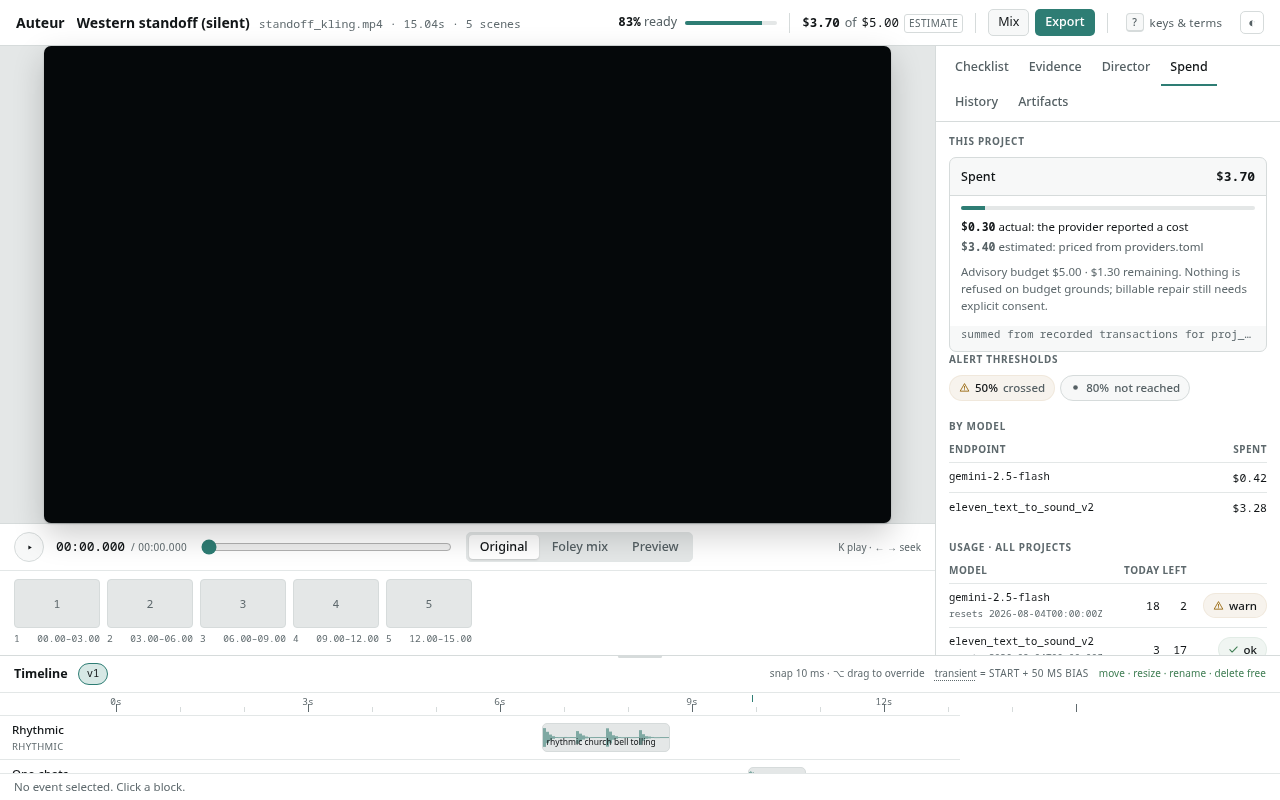 Auteur Western standoff (silent) standoff_kling.mp4 · 15.04s · 5 scenes 83% ready $3.70 of $5.00 ESTIMATE Mix Export ? keys & terms
Checklist Evidence Director Spend
History Artifacts
THIS PROJECT
Spent $3.70
$0.30 actual: the provider reported a cost
$3.40 estimated: priced from providers.toml
Advisory budget $5.00 · $1.30 remaining. Nothing is
refused on budget grounds; billable repair still needs
explicit consent.
summed from recorded transactions for proj_…
ALERT THRESHOLDS
50% crossed 80% not reached
BY MODEL
ENDPOINT SPENT
gemini-2.5-flash $0.42
eleven_text_to_sound_v2 $3.28
USAGE · ALL PROJECTS
MODEL TODAY LEFT
gemini-2.5-flash 18 2 warn
resets 2026-08-04T00:00:00Z
eleven_text_to_sound_v2 3 17 ok
00:00.000 / 00:00.000 Original Foley mix Preview K play · ← → seek
1 2 3 4 5
1 00.00–03.00 2 03.00–06.00 3 06.00–09.00 4 09.00–12.00 5 12.00–15.00
Timeline v1 snap 10 ms · ⌥ drag to override transient = START + 50 MS BIAS move · resize · rename · delete free
0s 3s 6s 9s 12s
Rhythmic
RHYTHMIC
rhythmic church bell tolling
No event selected. Click a block.